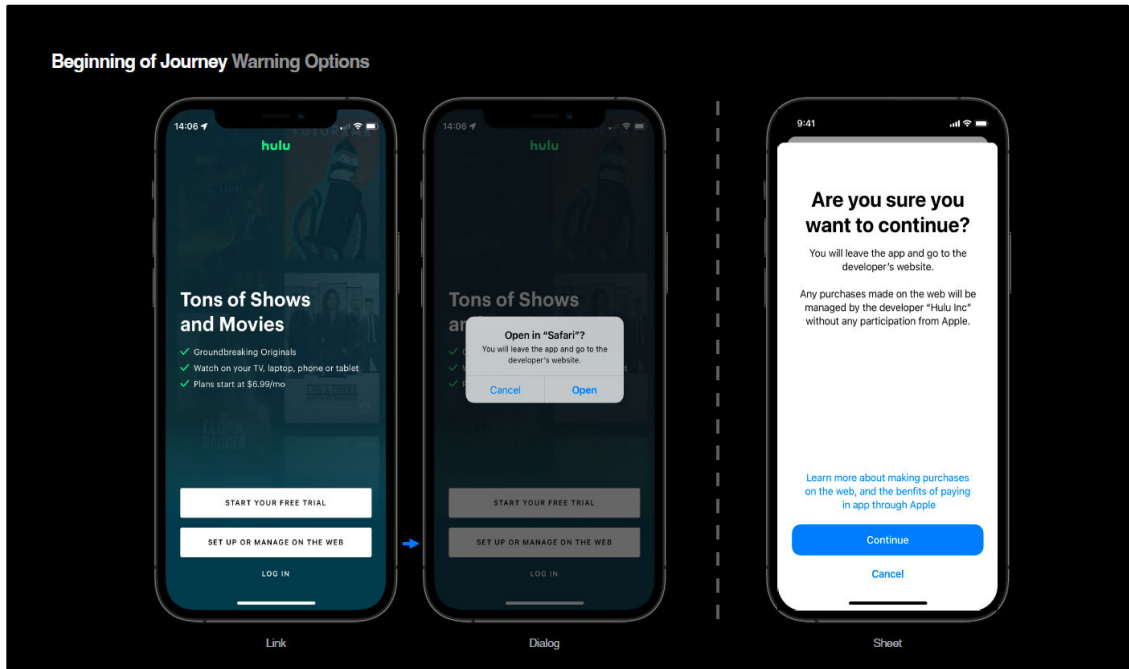 Beginning of Journey Warning Options
14:06
hulu
Tons of Shows
and Movies
Groundbreaking Originals
Watch on your TV, laptop, phone or tablet
Plans start at $6.99/mo
START YOUR FREE TRIAL
SET UP OR MANAGE ON THE WEB
LOG IN
Link
14:06
hulu
Tons of Shows
Open in “Safari”?
You will leave the app and go to the
developer’s website.
Cancel Open
START YOUR FREE TRIAL
SET UP OR MANAGE ON THE WEB
LOG IN
Dialog
9:41
Are you sure you
want to continue?
You will leave the app and go to the
developer’s website.
Any purchases made on the web will be
managed by the developer “Hulu Inc”
without any participation from Apple.
Learn more about making purchases
on the web, and the benfits of paying
in app through Apple
Continue
Cancel
Sheet